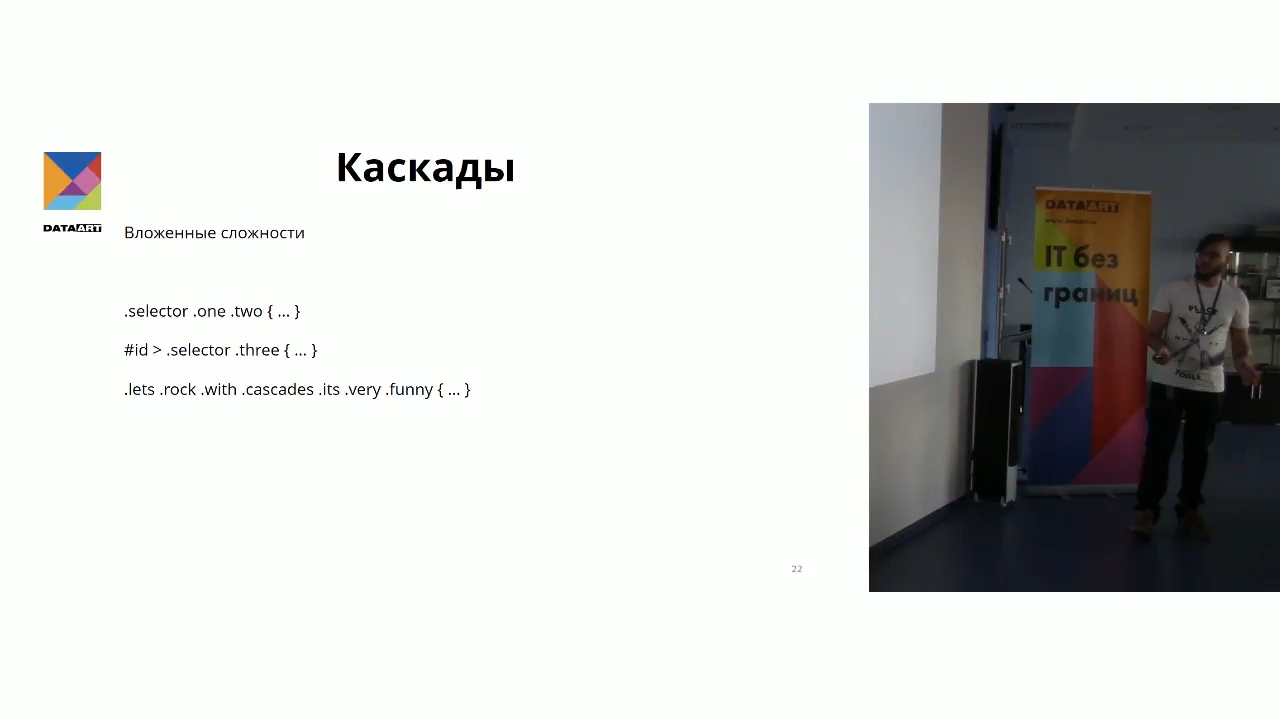 Каскады
DATAART
Вложенные сложности
.selector .one .two { ... }
#id > .selector .three { ... }
.lets .rock .with .cascades .its .very .funny { ... }
22
DATAART
IT без
границ
TOOLS